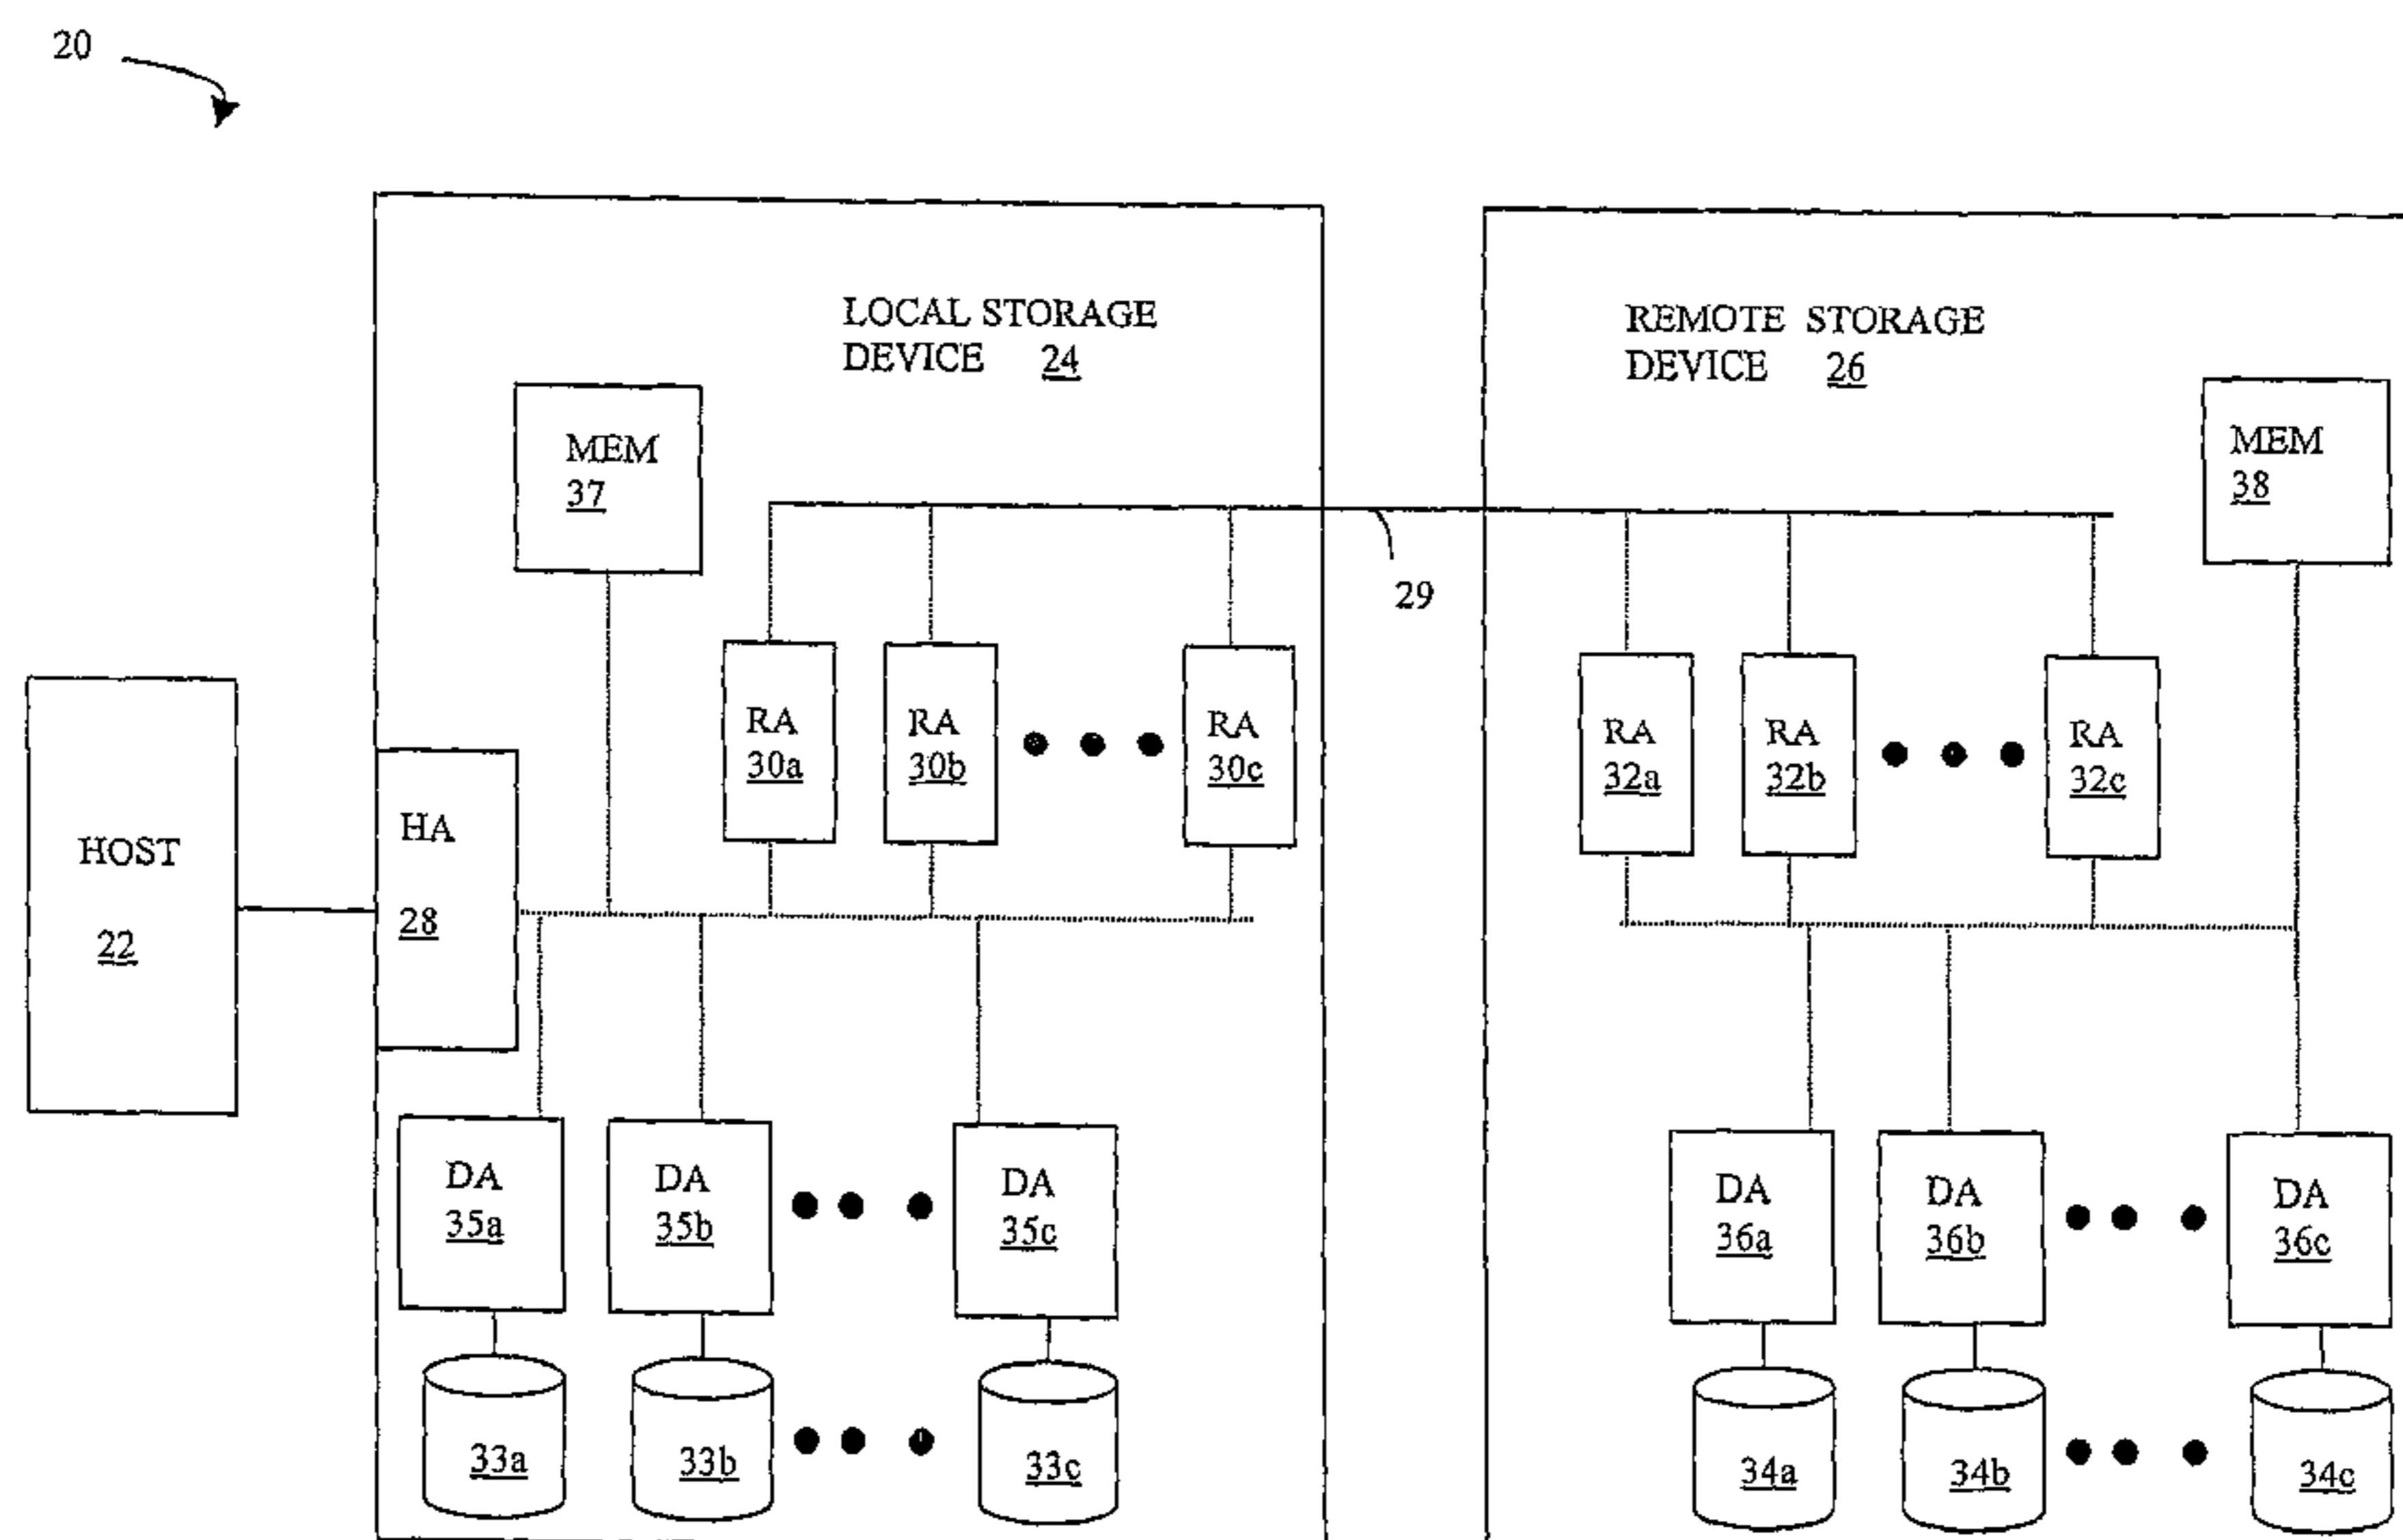 20
LOCAL STORAGE
DEVICE 24
REMOTE STORAGE
DEVICE 26
MEM
37
MEM
38
29
RA
30a
RA
30b
RA
30c
RA
32a
RA
32b
RA
32c
HOST
22
HA
28
DA
35a
DA
35b
DA
35c
DA
36a
DA
36b
DA
36c
33a
33b
33c
34a
34b
34c